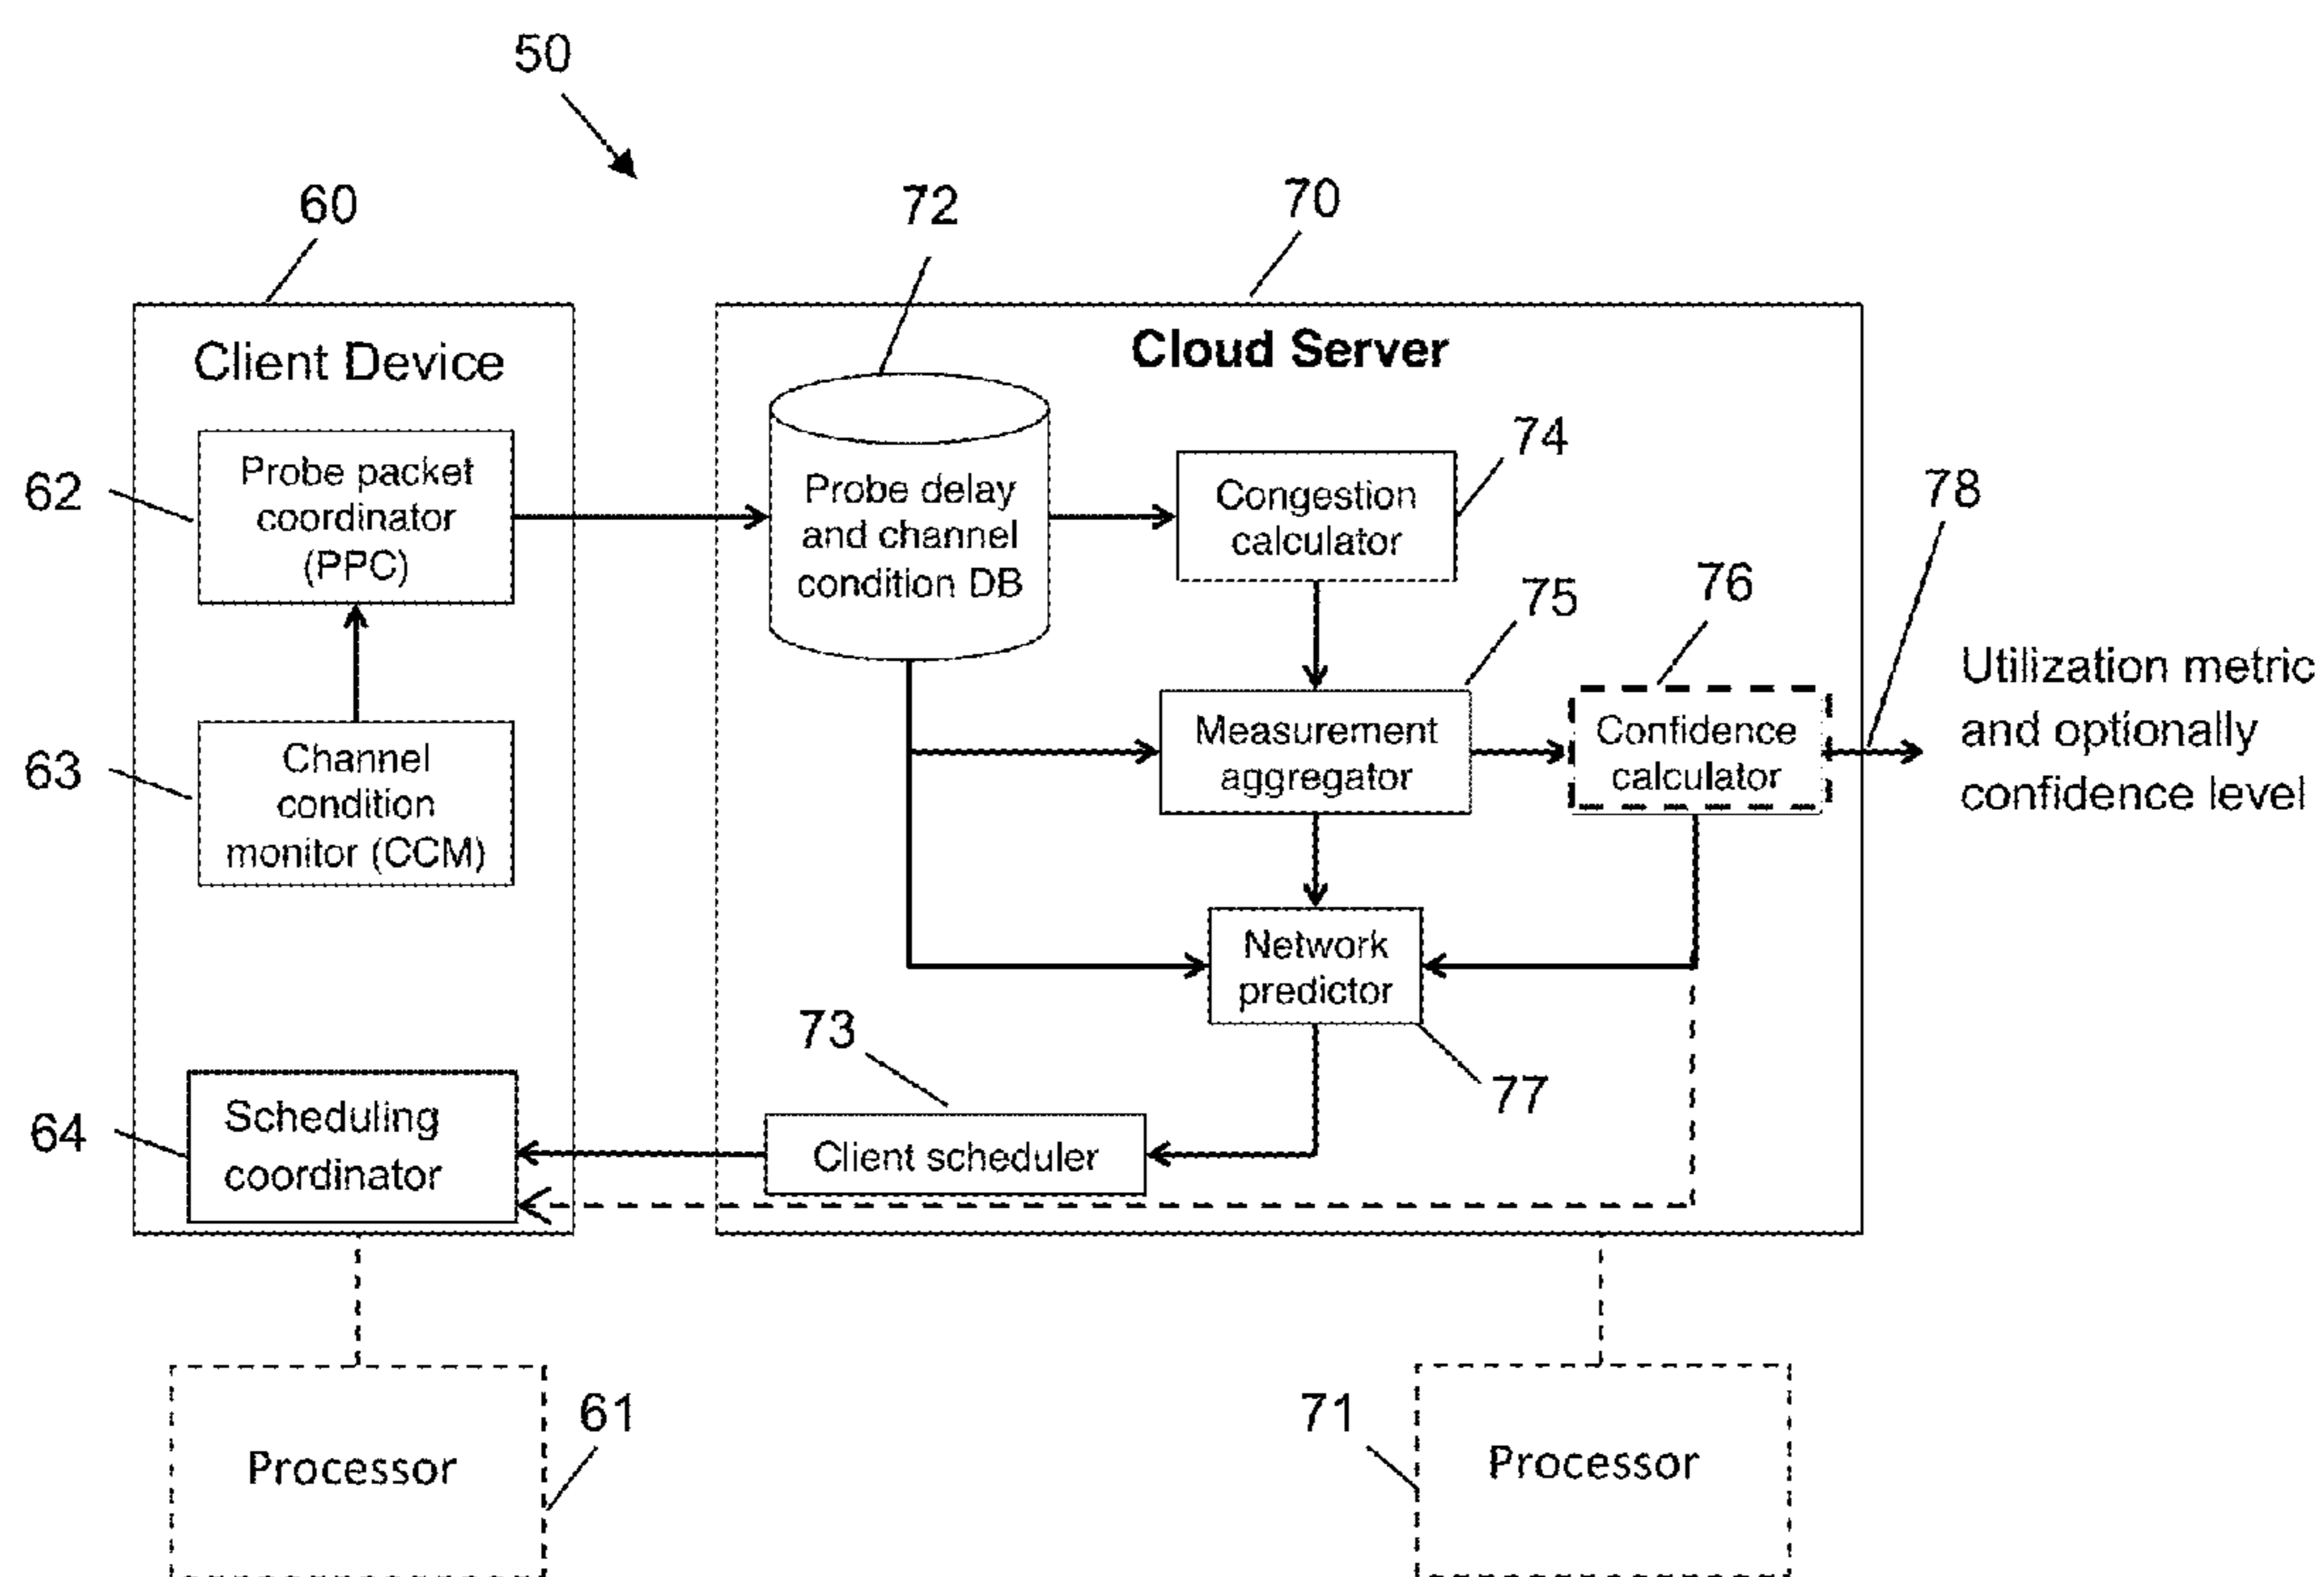 50
60
72
70
Client Device
Cloud Server
62
Probe packet
coordinator
(PPC)
Probe delay
and channel
condition DB
Congestion
calculator
74
78
63
Channel
condition
monitor (CCM)
75
76
Measurement
aggregator
Confidence
calculator
Utilization metric
and optionally
confidence level
Network
predictor
77
73
64
Scheduling
coordinator
Client scheduler
Processor
61
71
Processor